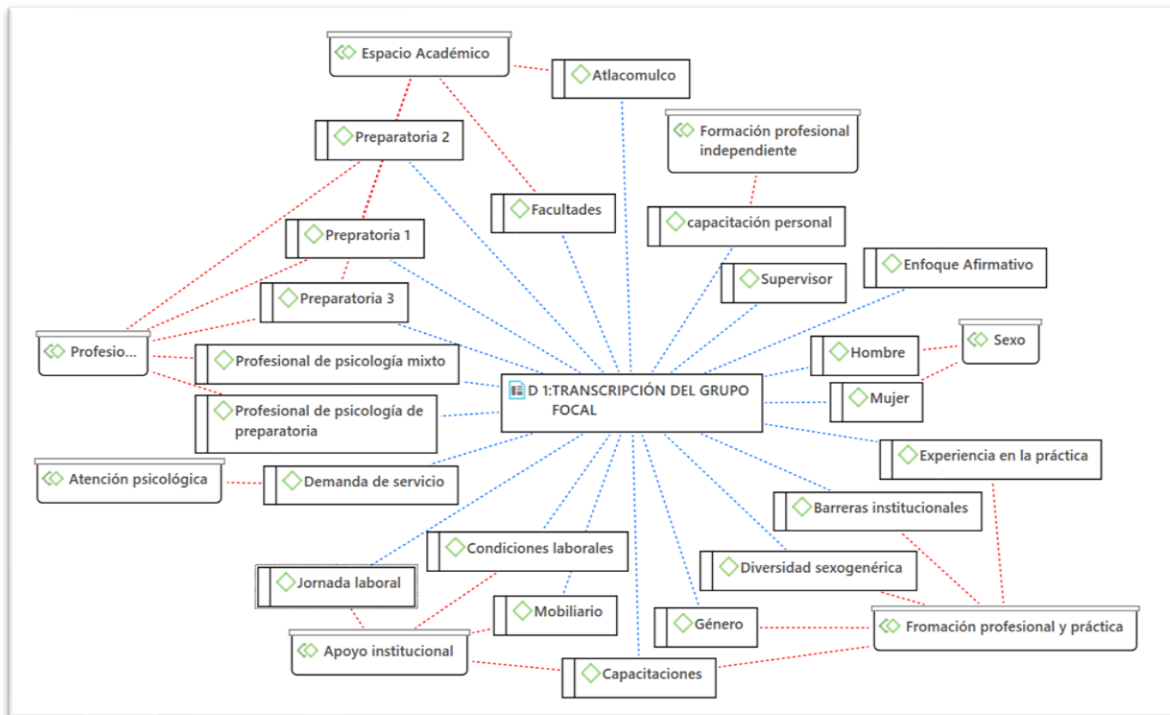 Espacio Académico
Atlacomulco
Formación profesional
independiente
Preparatoria 2
Facultades
capacitación personal
Prepratoria 1
Enfoque Afirmativo
Supervisor
Preparatoria 3
Profesio...
Hombre
Sexo
Profesional de psicología mixto
D 1:TRANSCRIPCIÓN DEL GRUPO
FOCAL
Mujer
Profesional de psicología de
preparatoria
Experiencia en la práctica
Atención psicológica
Demanda de servicio
Barreras institucionales
Condiciones laborales
Diversidad sexogenérica
Jornada laboral
Mobiliario
Género
Fromación profesional y práctica
Apoyo institucional
Capacitaciones